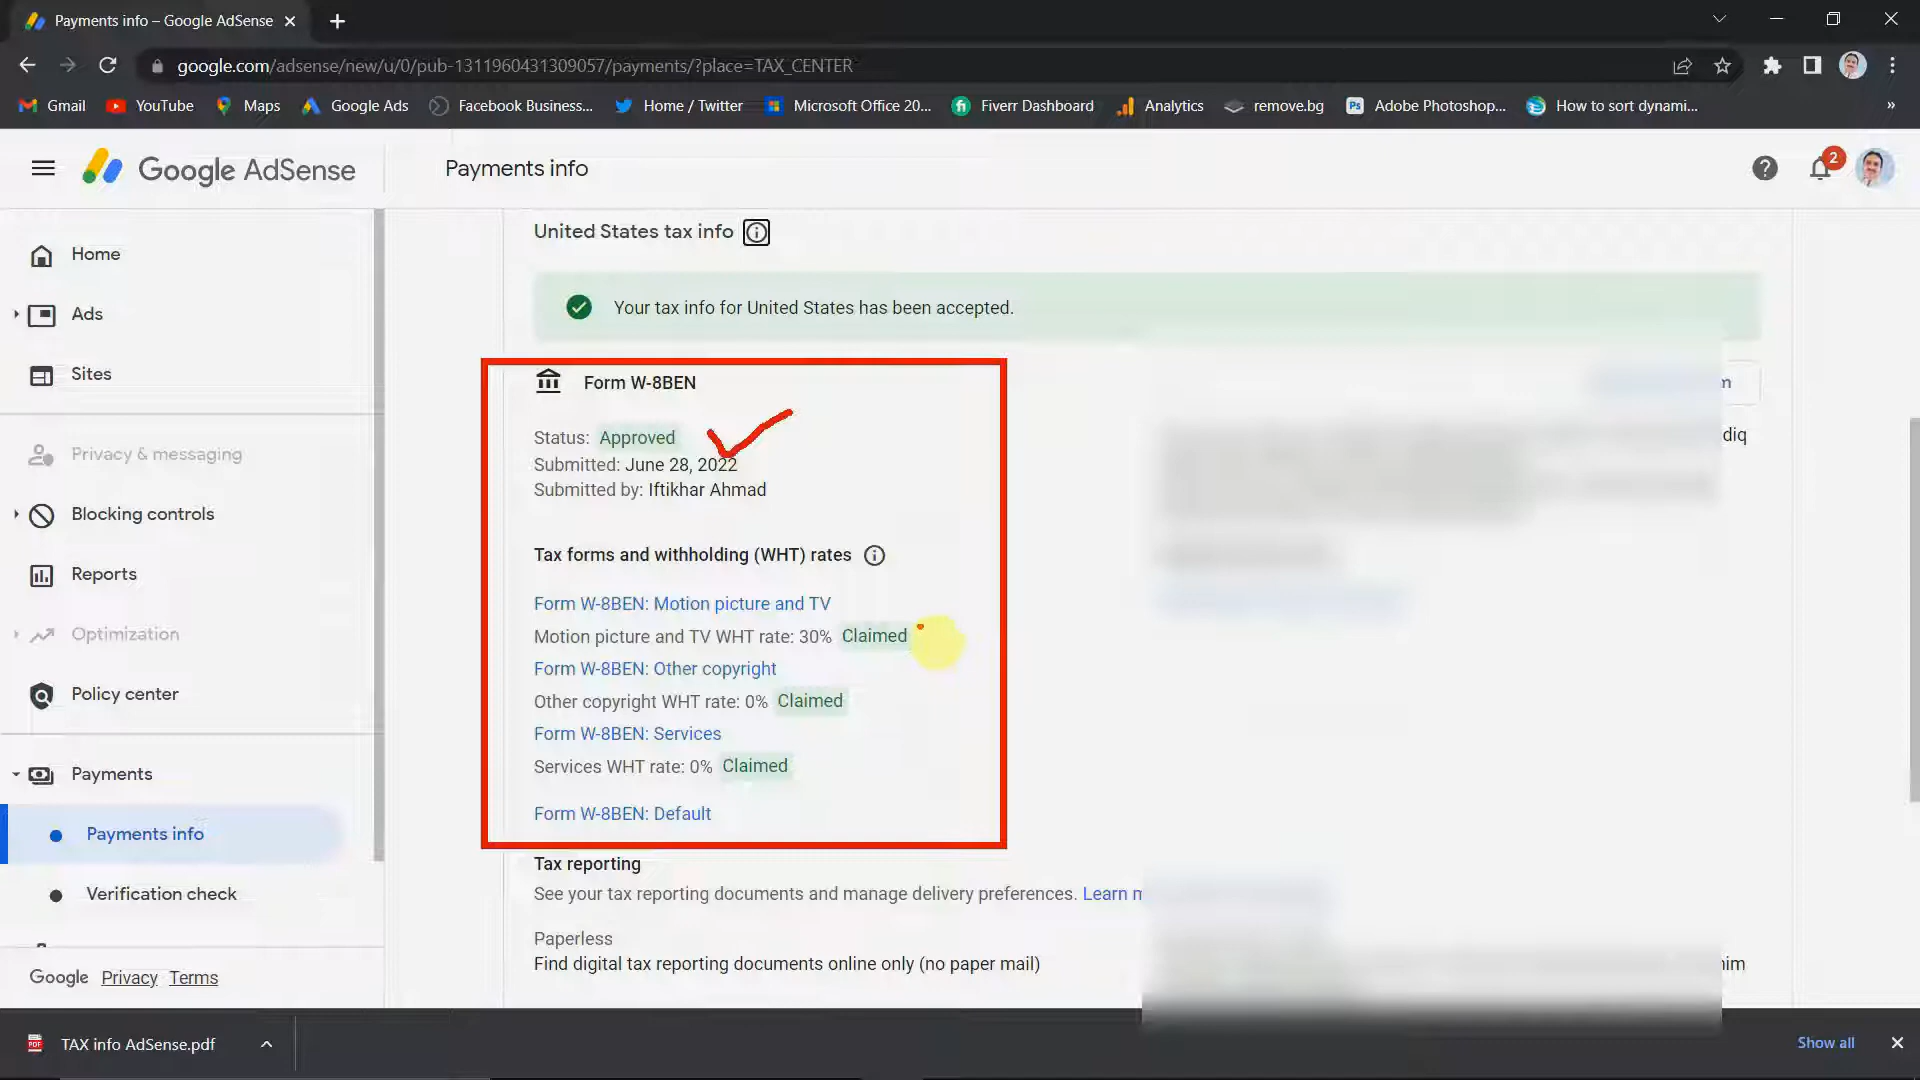 Payments info – Google AdSense
google.com/adsense/new/u/0/pub-1311960431309057/payments/?place=TAX_CENTER
Gmail
YouTube
Maps
Google Ads
Facebook Business...
Home / Twitter
Microsoft Office 20...
Fiverr Dashboard
Analytics
remove.bg
Adobe Photoshop...
How to sort dynami...
»
Google AdSense
Payments info
2
Home
Ads
Sites
Privacy & messaging
Blocking controls
Reports
Optimization
Policy center
Payments
Payments info
Verification check
Google Privacy Terms
United States tax info
Your tax info for United States has been accepted.
Form W-8BEN
Status: Approved
Submitted: June 28, 2022
Submitted by: Iftikhar Ahmad
Tax forms and withholding (WHT) rates
Form W-8BEN: Motion picture and TV
Motion picture and TV WHT rate: 30% Claimed
Form W-8BEN: Other copyright
Other copyright WHT rate: 0% Claimed
Form W-8BEN: Services
Services WHT rate: 0% Claimed
Form W-8BEN: Default
Tax reporting
See your tax reporting documents and manage delivery preferences. Learn
Paperless
Find digital tax reporting documents online only (no paper mail)
TAX info AdSense.pdf
Show all